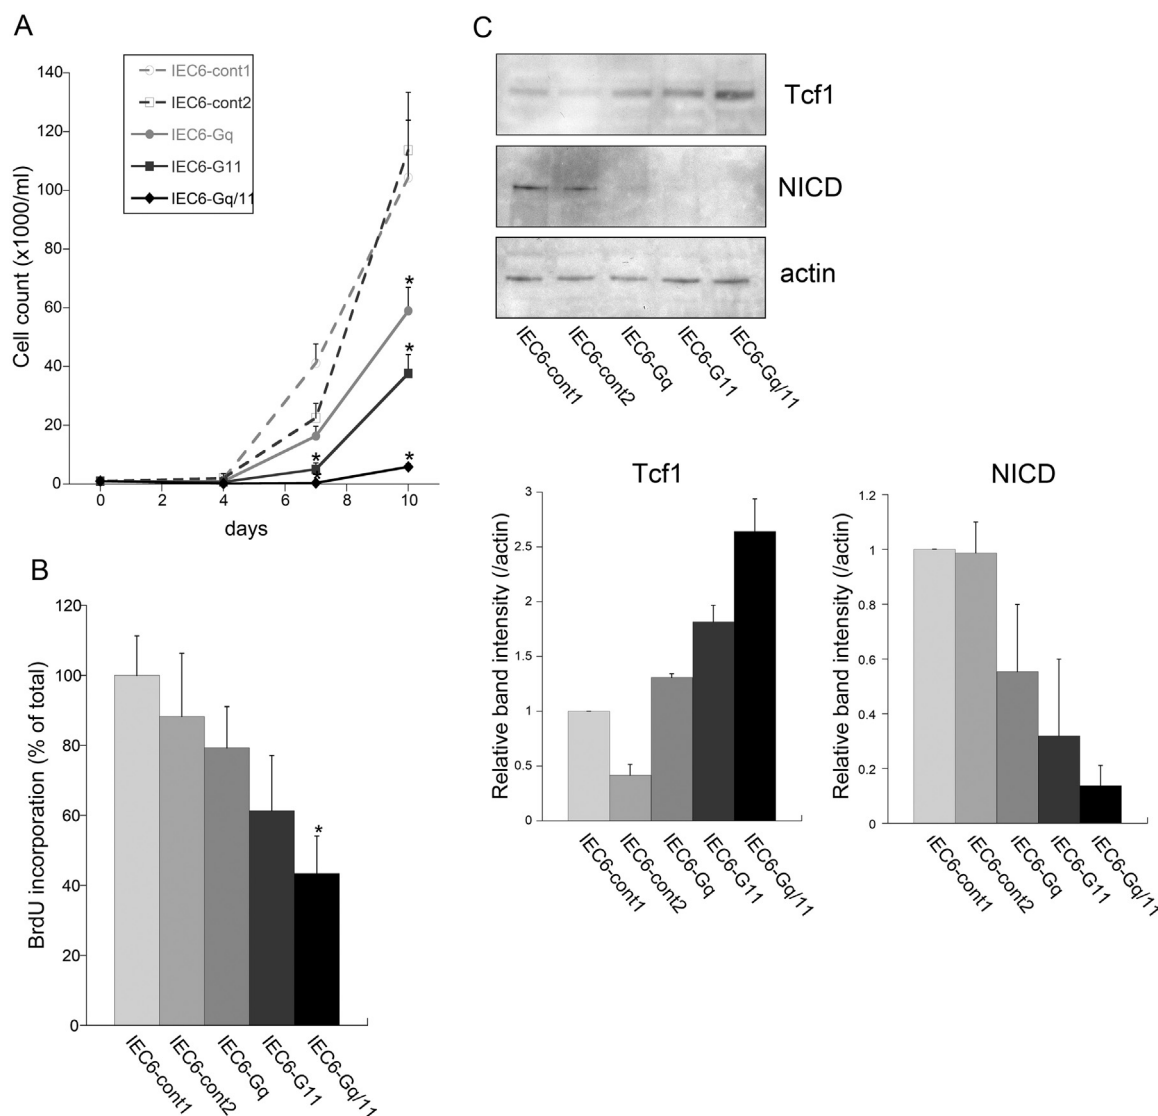 A
IEC6-cont1
IEC6-cont2
IEC6-Gq
IEC6-G11
IEC6-Gq/11
140
120
100
80
60
40
20
0
Cell count (x1000/ml)
*
*
*
*
*
0 2 4 6 8 10
days
B
120
100
80
60
40
20
0
BrdU incorporation (% of total)
*
IEC6-cont1
IEC6-cont2
IEC6-Gq
IEC6-G11
IEC6-Gq/11
C
Tcf1
NICD
actin
IEC6-cont1
IEC6-cont2
IEC6-Gq
IEC6-G11
IEC6-Gq/11
Tcf1
3
2.5
2
1.5
1
0.5
0
Relative band intensity (/actin)
IEC6-cont1
IEC6-cont2
IEC6-Gq
IEC6-G11
IEC6-Gq/11
NICD
1.2
1
0.8
0.6
0.4
0.2
0
Relative band intensity (/actin)
IEC6-cont1
IEC6-cont2
IEC6-Gq
IEC6-G11
IEC6-Gq/11